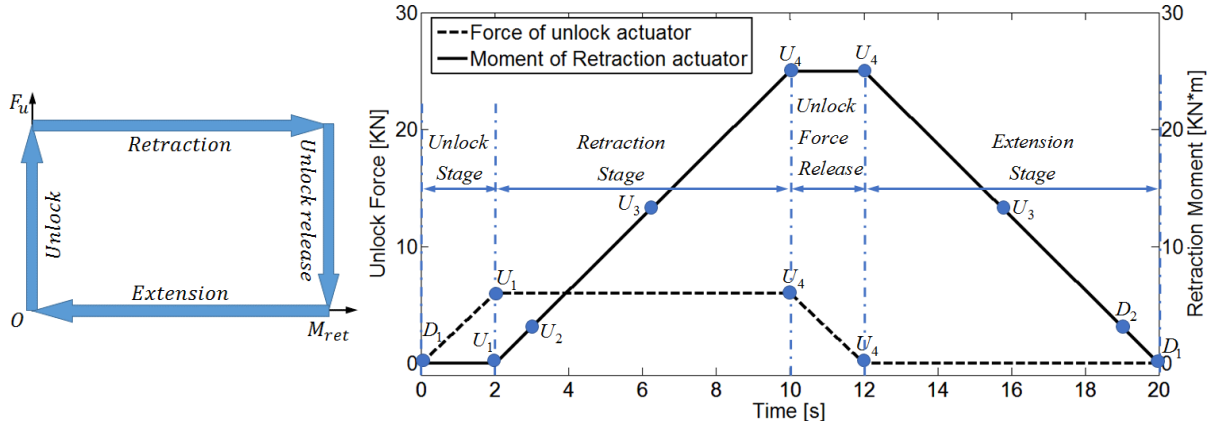 F_u
Retraction
Unlock
Unlock release
Extension
O
M_ret
Force of unlock actuator
Moment of Retraction actuator
Unlock Force [KN]
30
20
10
0
Retraction Moment [KN*m]
30
20
10
0
U_4
U_4
Unlock
Stage
Retraction
Stage
Unlock
Force
Release
Extension
Stage
U_3
U_3
U_1
U_4
D_1
U_1
U_2
U_4
D_2
D_1
0
2
4
6
8
10
12
14
16
18
20
Time [s]